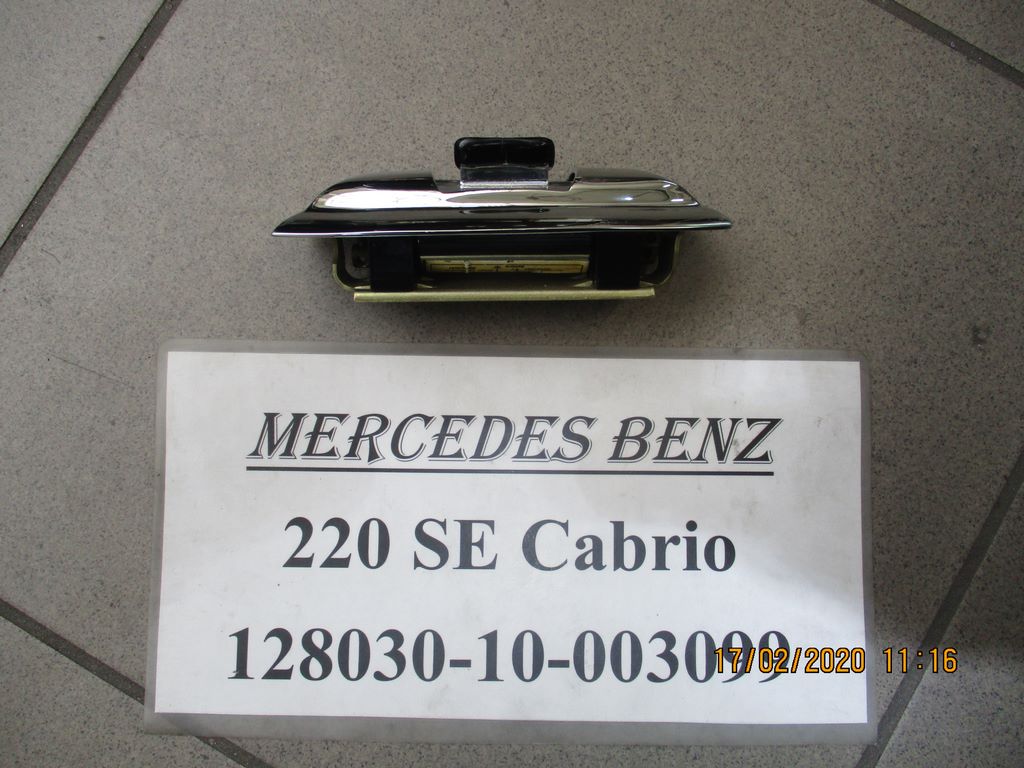 MERCEDES BENZ
220 SE Cabrio
128030-10-003099
17/02/2020 11:16